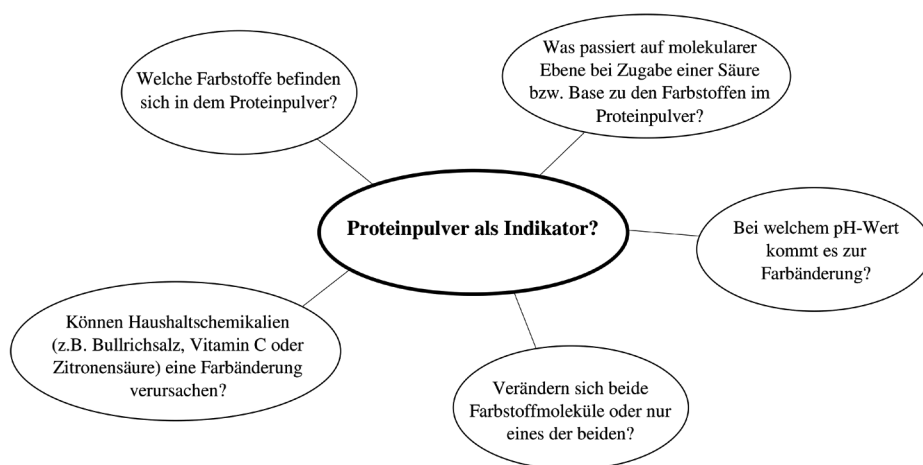 Welche Farbstoffe befinden
sich in dem Proteinpulver?
Was passiert auf molekularer
Ebene bei Zugabe einer Säure
bzw. Base zu den Farbstoffen im
Proteinpulver?
Proteinpulver als Indikator?
Bei welchem pH-Wert
kommt es zur
Farbänderung?
Können Haushaltschemikalien
(z.B. Bullrichsalz, Vitamin C oder
Zitronensäure) eine Farbänderung
verursachen?
Verändern sich beide
Farbstoffmoleküle oder nur
eines der beiden?